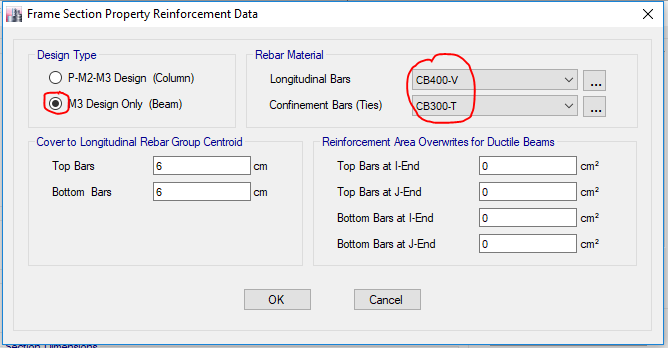 Frame Section Property Reinforcement Data
Design Type
P-M2-M3 Design (Column)
M3 Design Only (Beam)
Rebar Material
Longitudinal Bars CB400-V ...
Confinement Bars (Ties) CB300-T ...
Cover to Longitudinal Rebar Group Centroid
Top Bars 6 cm
Bottom Bars 6 cm
Reinforcement Area Overwrites for Ductile Beams
Top Bars at I-End 0 cm²
Top Bars at J-End 0 cm²
Bottom Bars at I-End 0 cm²
Bottom Bars at J-End 0 cm²
OK Cancel
Section Dimensions